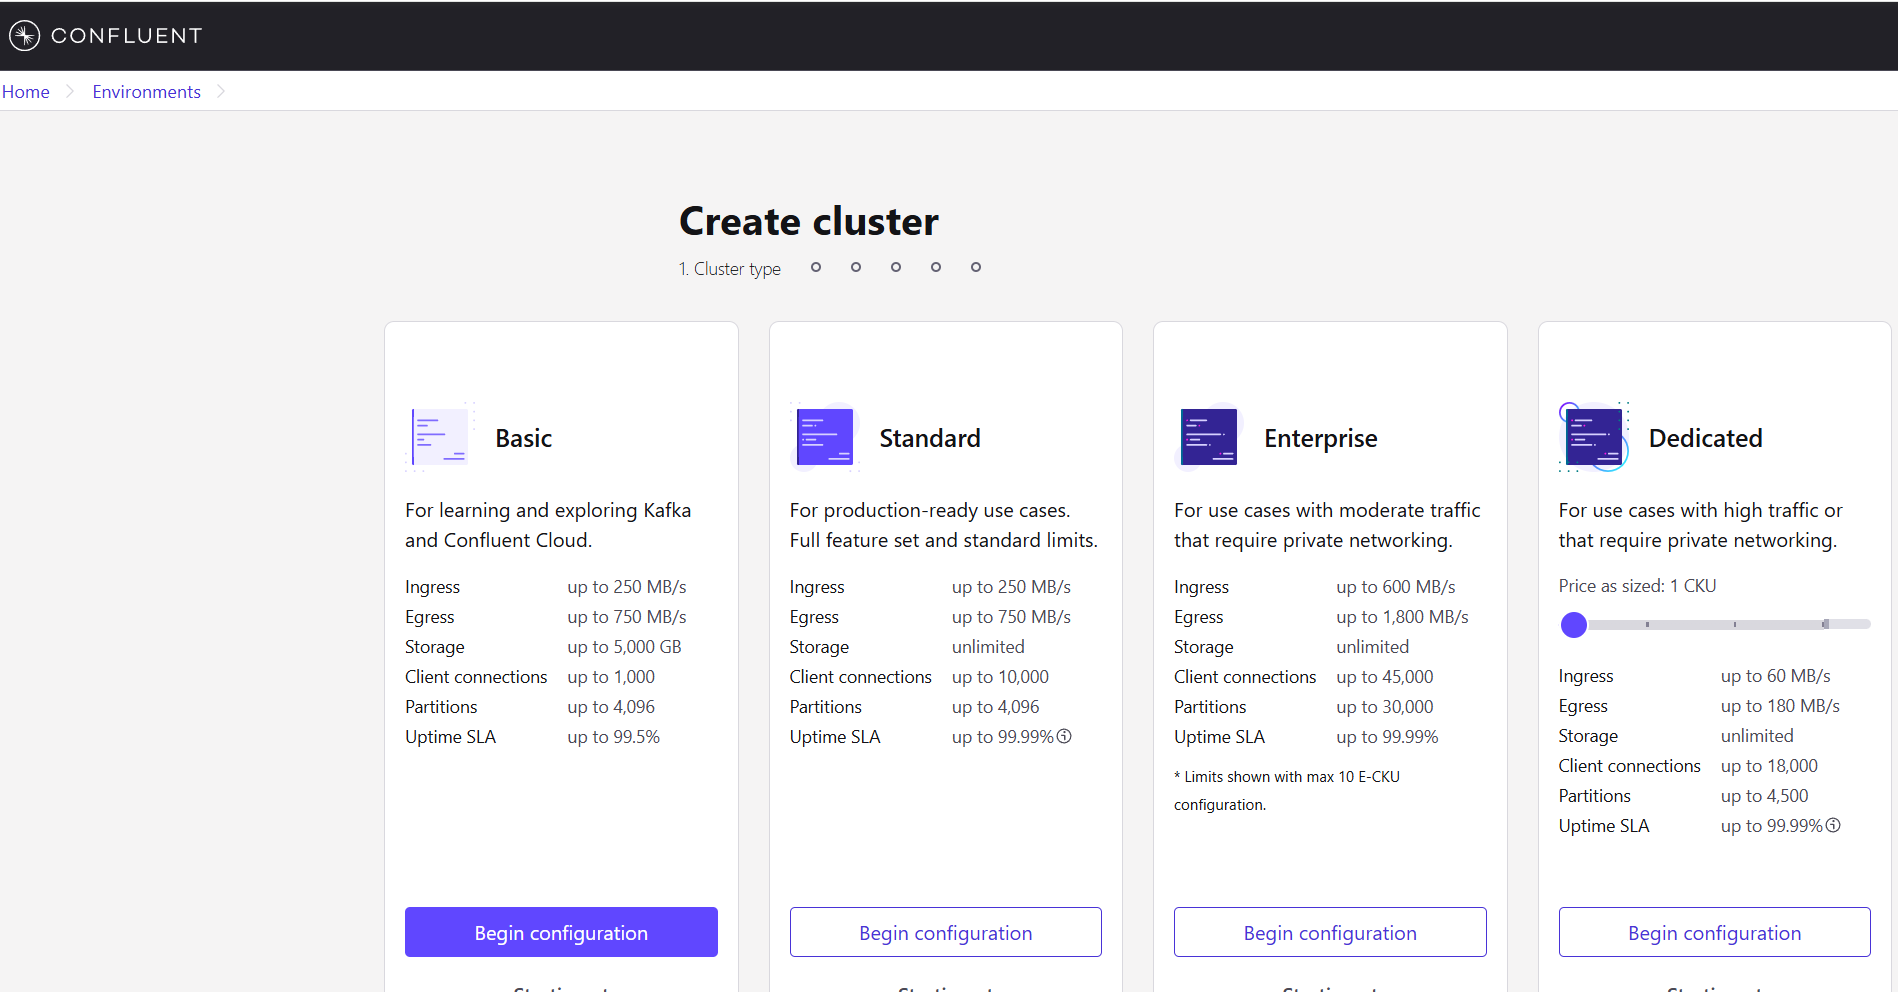 CONFLUENT
Home
Environments
Create cluster
1. Cluster type
Basic
For learning and exploring Kafka
and Confluent Cloud.
Ingress up to 250 MB/s
Egress up to 750 MB/s
Storage up to 5,000 GB
Client connections up to 1,000
Partitions up to 4,096
Uptime SLA up to 99.5%
Begin configuration
Standard
For production-ready use cases.
Full feature set and standard limits.
Ingress up to 250 MB/s
Egress up to 750 MB/s
Storage unlimited
Client connections up to 10,000
Partitions up to 4,096
Uptime SLA up to 99.99%
Begin configuration
Enterprise
For use cases with moderate traffic
that require private networking.
Ingress up to 600 MB/s
Egress up to 1,800 MB/s
Storage unlimited
Client connections up to 45,000
Partitions up to 30,000
Uptime SLA up to 99.99%
* Limits shown with max 10 E-CKU
configuration.
Begin configuration
Dedicated
For use cases with high traffic or
that require private networking.
Price as sized: 1 CKU
Ingress up to 60 MB/s
Egress up to 180 MB/s
Storage unlimited
Client connections up to 18,000
Partitions up to 4,500
Uptime SLA up to 99.99%
Begin configuration